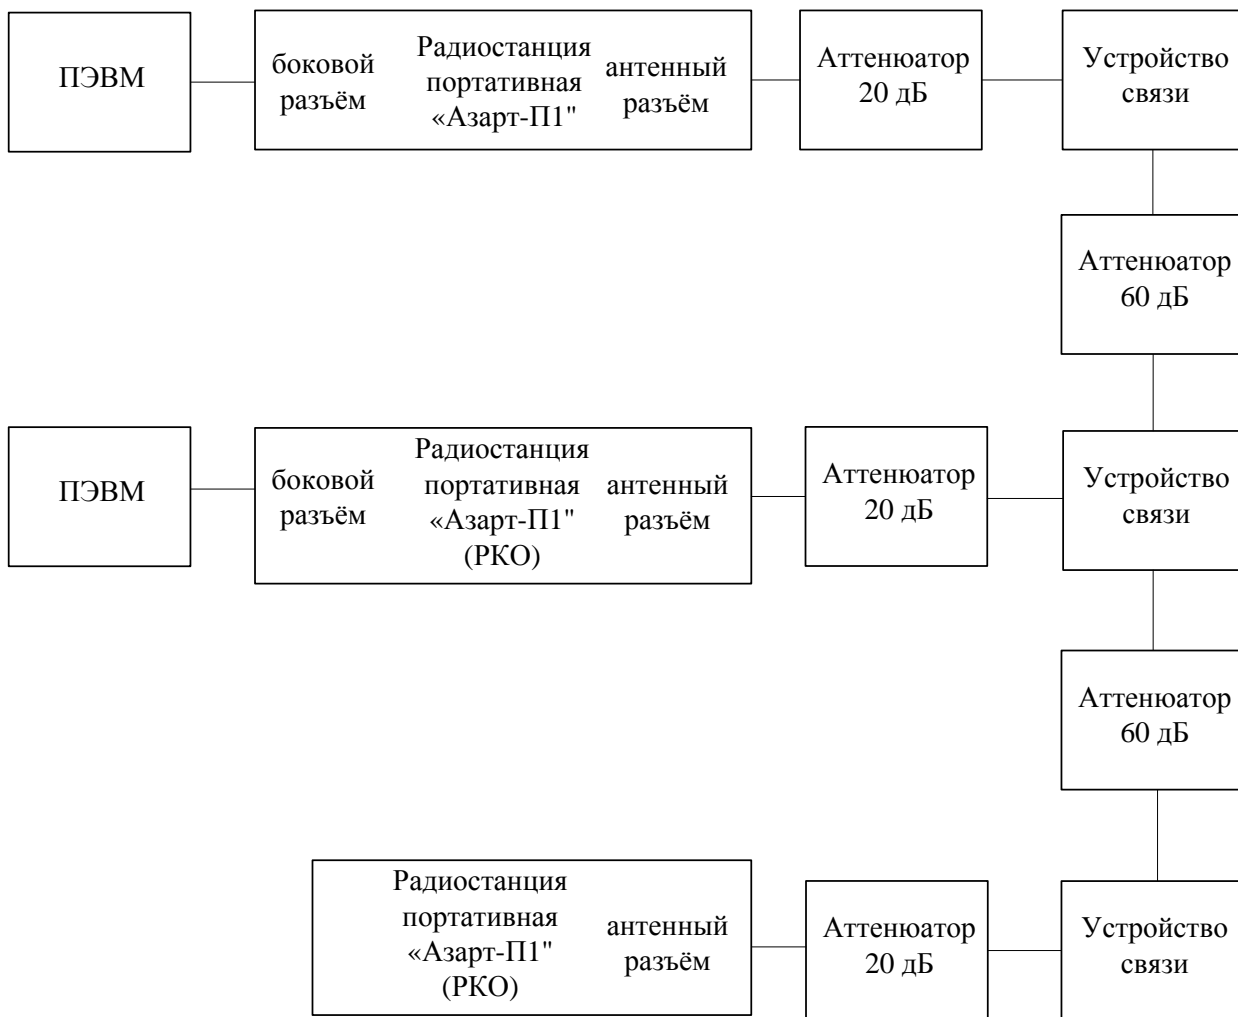 ПЭВМ
боковой
разъём
Радиостанция
портативная
«Азарт-П1"
антенный
разъём
Аттенюатор
20 дБ
Устройство
связи
Аттенюатор
60 дБ
ПЭВМ
боковой
разъём
Радиостанция
портативная
«Азарт-П1"
(РКО)
антенный
разъём
Аттенюатор
20 дБ
Устройство
связи
Аттенюатор
60 дБ
Радиостанция
портативная
«Азарт-П1"
(РКО)
антенный
разъём
Аттенюатор
20 дБ
Устройство
связи